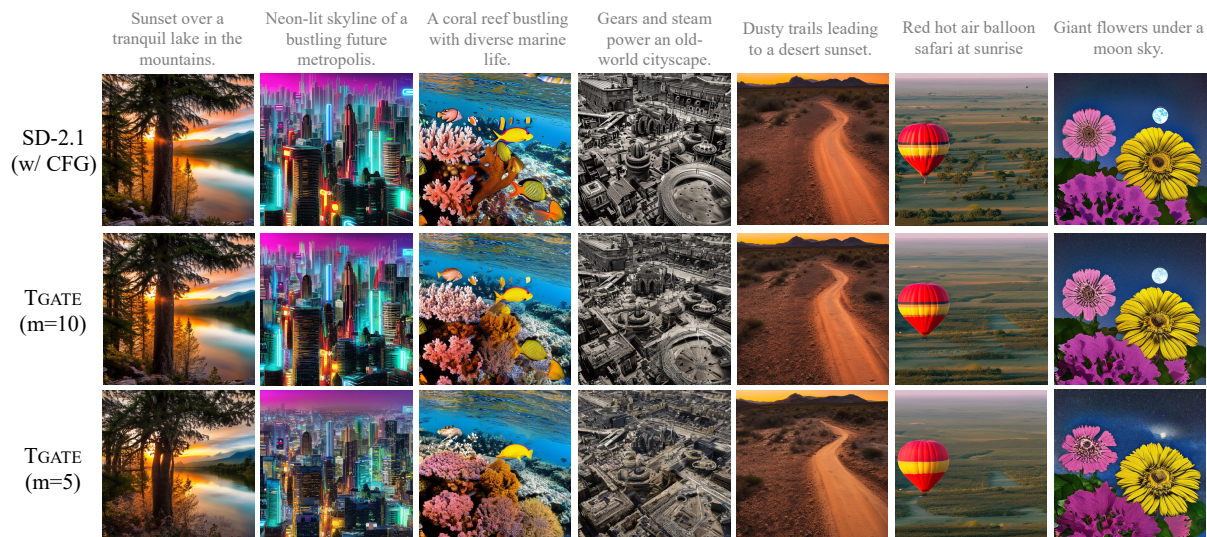 Sunset over a
tranquil lake in the
mountains.
Neon-lit skyline of a
bustling future
metropolis.
A coral reef bustling
with diverse marine
life.
Gears and steam
power an old-
world cityscape.
Dusty trails leading
to a desert sunset.
Red hot air balloon
safari at sunrise
Giant flowers under a
moon sky.
SD-2.1
(w/ CFG)
TGATE
(m=10)
TGATE
(m=5)